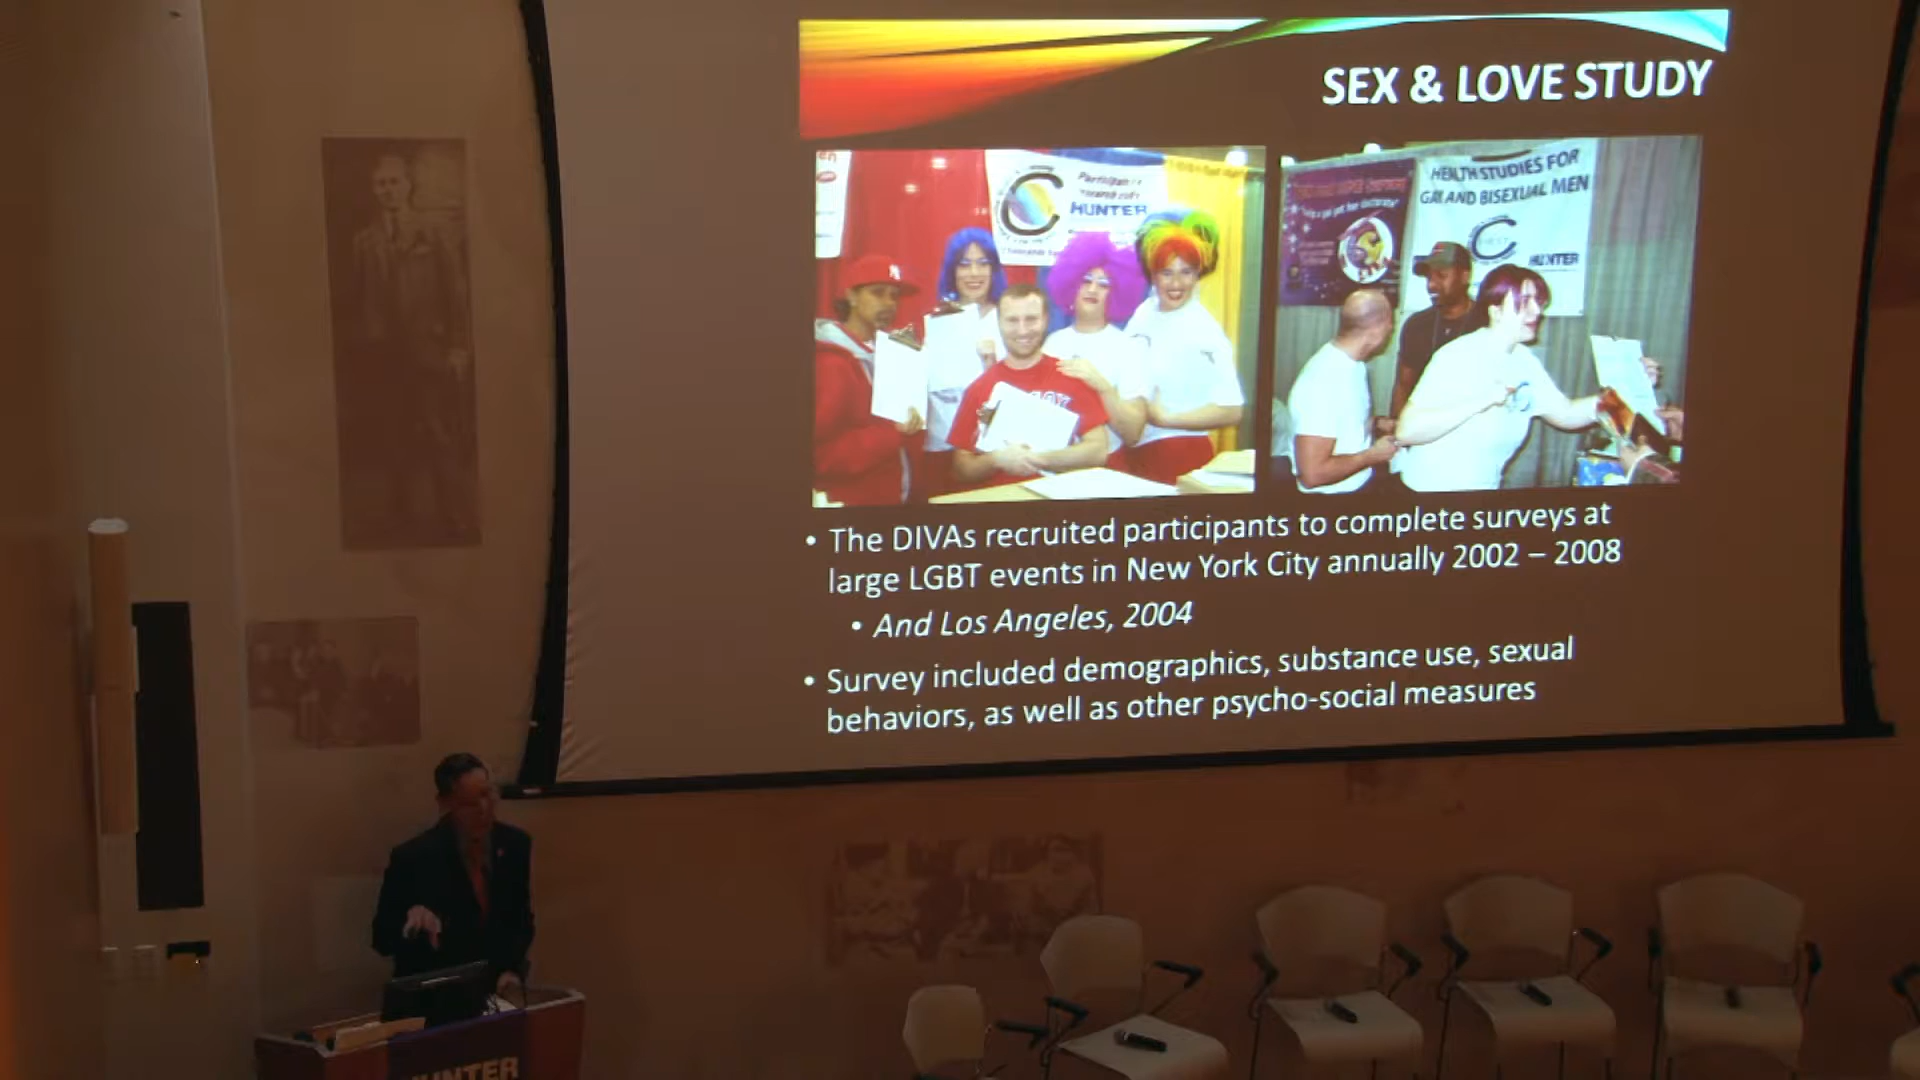 SEX & LOVE STUDY
HUNTER
HEALTH STUDIES FOR
GAY AND BISEXUAL MEN
HUNTER
• The DIVAs recruited participants to complete surveys at
large LGBT events in New York City annually 2002 – 2008
• And Los Angeles, 2004
• Survey included demographics, substance use, sexual
behaviors, as well as other psycho-social measures
HUNTER